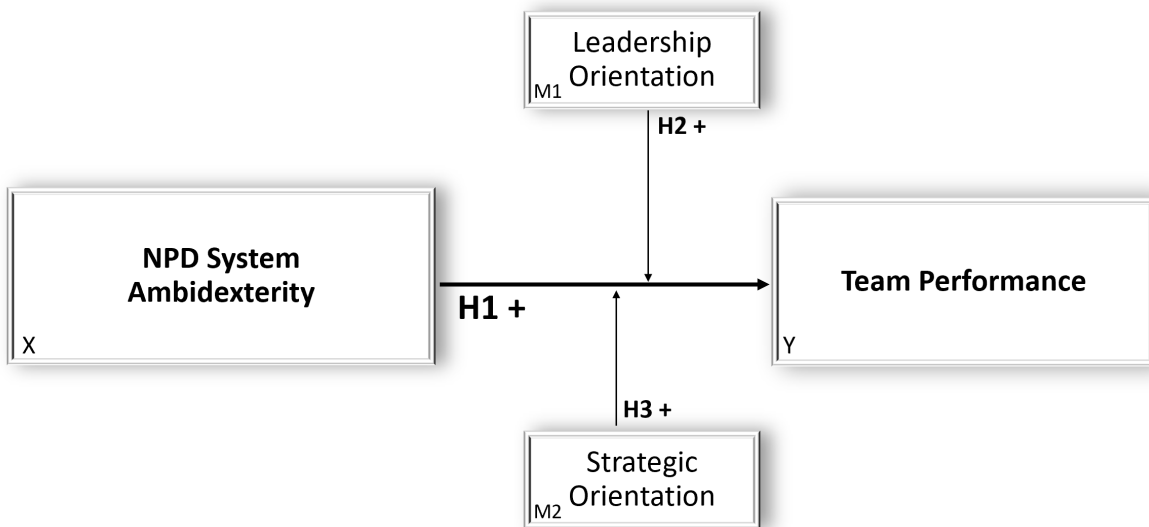 Leadership
Orientation
M1
H2 +
NPD System
Ambidexterity
X
H1 +
Team Performance
Y
H3 +
Strategic
Orientation
M2